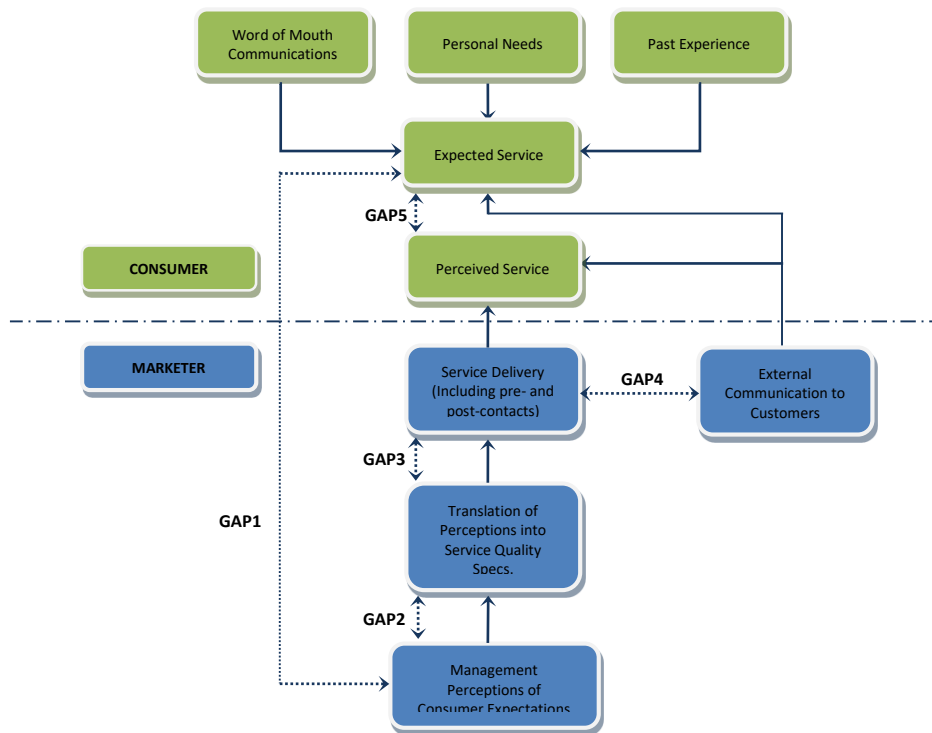 Word of Mouth
Communications
Personal Needs
Past Experience
Expected Service
GAP5
CONSUMER
Perceived Service
MARKETER
Service Delivery
(Including pre- and
post-contacts)
GAP4
External
Communication to
Customers
GAP3
GAP1
Translation of
Perceptions into
Service Quality
Specs.
GAP2
Management
Perceptions of
Consumer Expectations